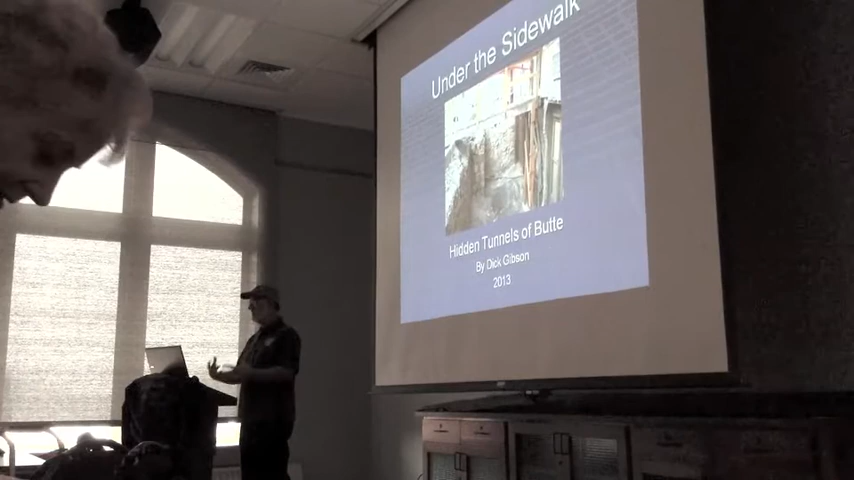 Under the Sidewalk
Hidden Tunnels of Butte
By Dick Gibson
2013